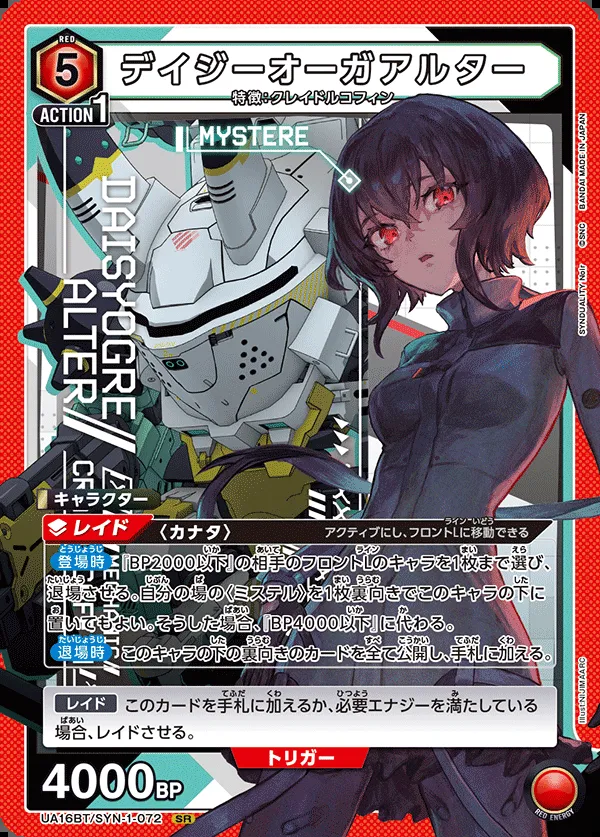 RED
5
デイジーオーガアルター
特徴:クレイドルコフィン
ACTION 1
MYSTERE
DAISYOGRE
ALTER//
©SNC BANDAI MADE IN JAPAN
SYNDUALITY Noir
キャラクター
レイド 〈カナタ〉 アクティブにし、フロントLに移動できる
登場時 『BP2000以下』の相手のフロントLのキャラを1枚まで選び、
退場させる。自分の場の〈ミステル〉を1枚裏向きでこのキャラの下に
置いてもよい。そうした場合、『BP4000以下』に代わる。
退場時 このキャラの下の裏向きのカードを全て公開し、手札に加える。
レイド このカードを手札に加えるか、必要エナジーを満たしている
場合、レイドさせる。
トリガー
4000BP
UA16BT/SYN-1-072 SR
RED ENERGY
Illust:NIJIMAARC